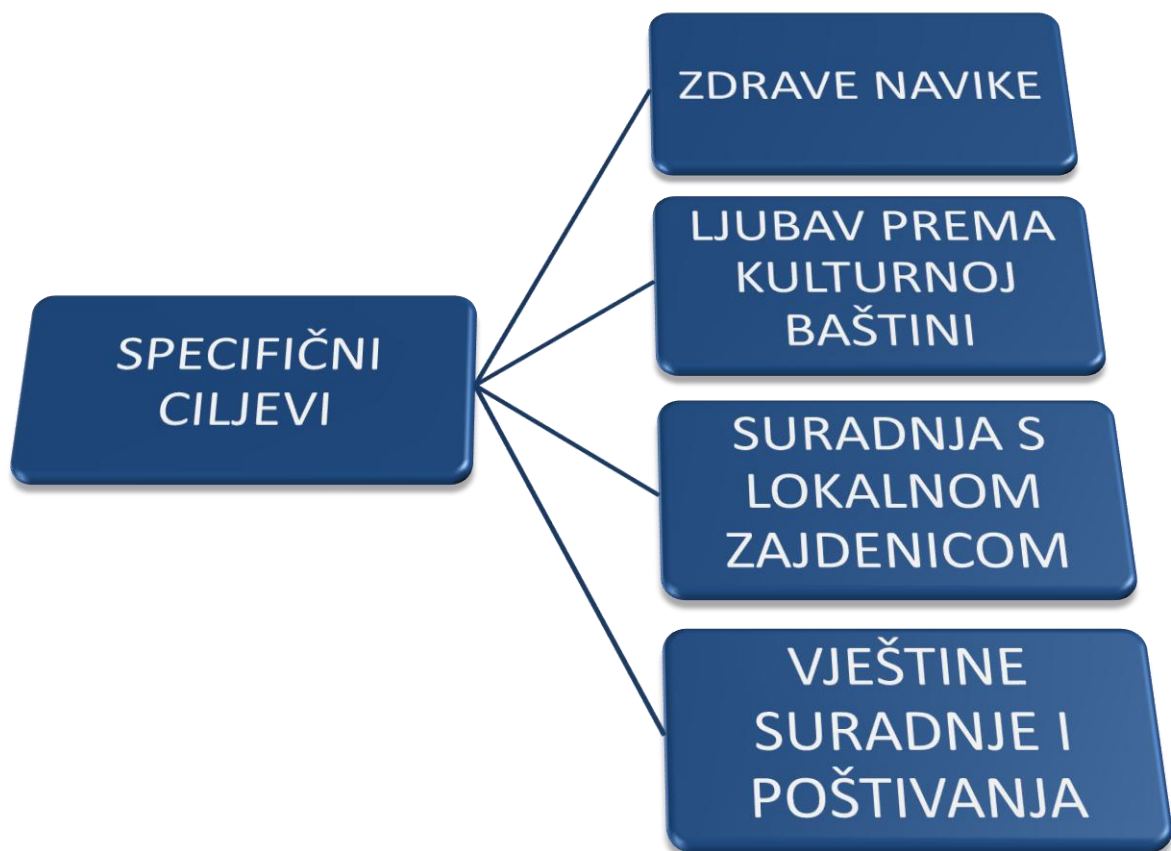 SPECIFIČNI
CILJEVI
ZDRAVE NAVIKE
LJUBAV PREMA
KULTURNOJ
BAŠTINI
SURADNJA S
LOKALNOM
ZAJDENICOM
VJEŠTINE
SURADNJE I
POŠTIVANJA